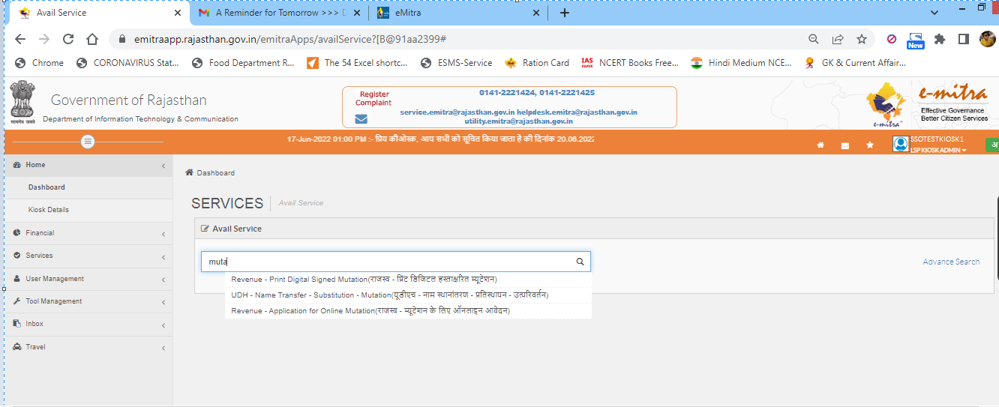 Avail Service
A Reminder for Tomorrow >>>
eMitra
emitraapp.rajasthan.gov.in/emitraApps/availService?[B@91aa2399#
New
Chrome
CORONAVIRUS Stat...
Food Department R...
The 54 Excel shortc...
ESMS-Service
Ration Card
IAS PAPER
NCERT Books Free...
Hindi Medium NCE...
GK & Current Affair...
सत्यमेव जयते
Government of Rajasthan
Department of Information Technology & Communication
Register Complaint
0141-2221424, 0141-2221425
service.emitra@rajasthan.gov.in helpdesk.emitra@rajasthan.gov.in
utility.emitra@rajasthan.gov.in
e-mitra
e-mitra
Effective Governance
Better Citizen Services
17-Jun-2022 01:00 PM :- प्रिय कीओस्क, आप सभी को सूचित किया जाता है की दिनांक 20.06.2022
SSOTESTKIOSK1
LSP KIOSKADMIN
अ
Home
Dashboard
Kiosk Details
Financial
Services
User Management
Tool Management
Inbox
Travel
Dashboard
SERVICES
Avail Service
Avail Service
muta
Advance Search
Revenue - Print Digital Signed Mutation(राजस्व - प्रिंट डिजिटल हस्ताक्षरित म्यूटेशन)
UDH - Name Transfer - Substitution - Mutation(यूडीएच - नाम स्थानांतरण - प्रतिस्थापन - उत्परिवर्तन)
Revenue - Application for Online Mutation(राजस्व - म्यूटेशन के लिए ऑनलाइन आवेदन)